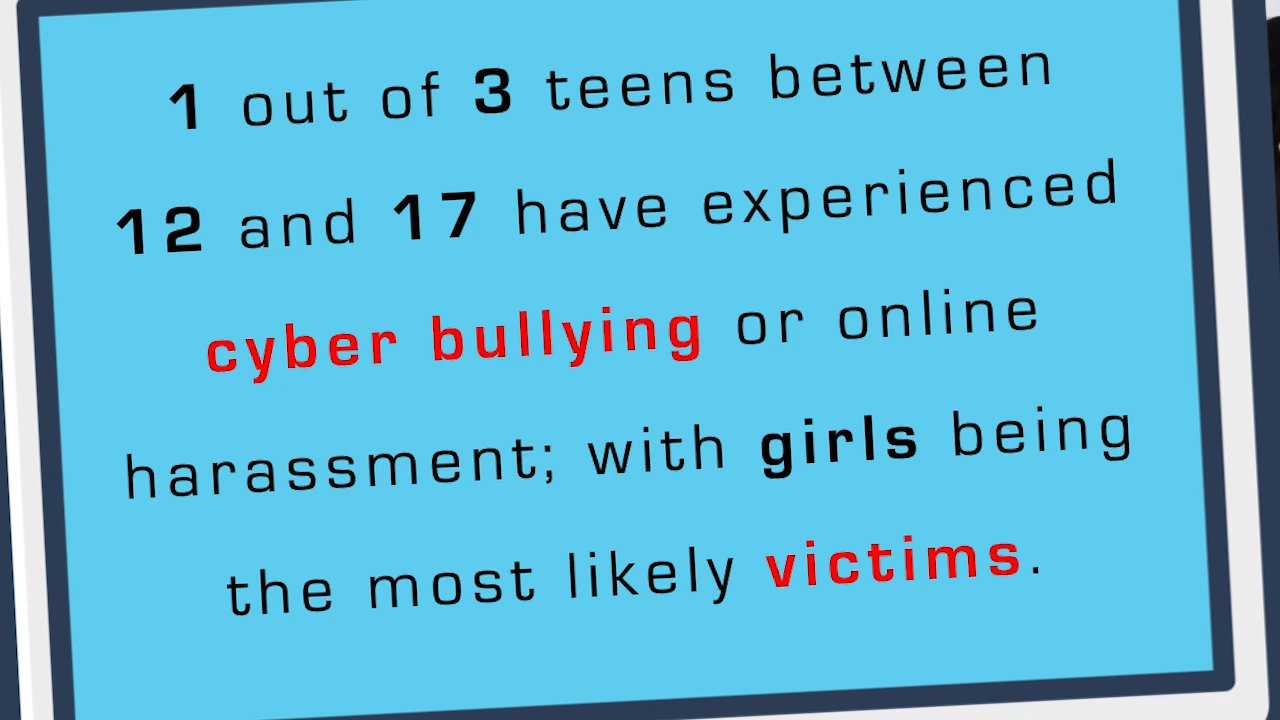 1 out of 3 teens between
12 and 17 have experienced
cyber bullying or online
harassment; with girls being
the most likely victims.